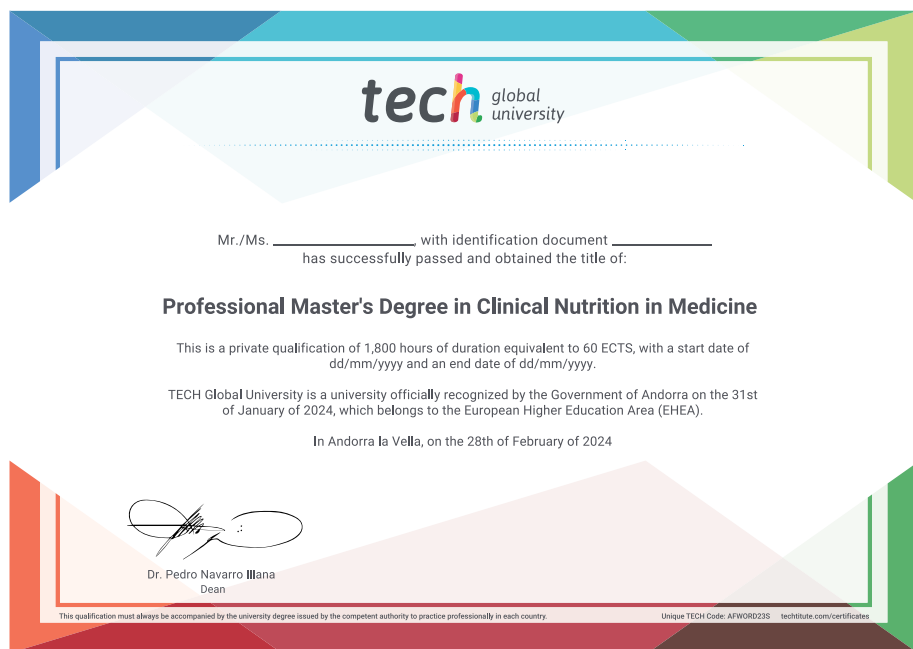 tech global university
Mr./Ms. ____________, with identification document ____________
has successfully passed and obtained the title of:
Professional Master's Degree in Clinical Nutrition in Medicine
This is a private qualification of 1,800 hours of duration equivalent to 60 ECTS, with a start date of
dd/mm/yyyy and an end date of dd/mm/yyyy.
TECH Global University is a university officially recognized by the Government of Andorra on the 31st
of January of 2024, which belongs to the European Higher Education Area (EHEA).
In Andorra la Vella, on the 28th of February of 2024
Dr. Pedro Navarro Illana
Dean
This qualification must always be accompanied by the university degree issued by the competent authority to practice professionally in each country.
Unique TECH Code: AFWORD23S techtitute.com/certificates